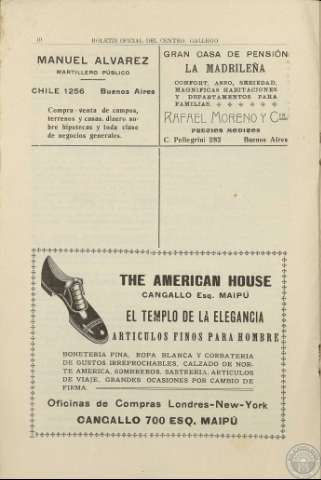 10 BOLETIN OFICIAL DEL CENTRO GALLEGO
MANUEL ALVAREZ
MARTILLERO PÚBLICO
CHILE 1256 Buenos Aires
Compra-venta de campos,
terrenos y casas, dinero so-
bre hipotecas y toda clase
de negocios generales.
GRAN CASA DE PENSIÓN
LA MADRILEÑA
CONFORT, ASEO, SERIEDAD,
MAGNIFICAS HABITACIONES
Y DEPARTAMENTOS PARA
FAMILIAS.
RAFAEL MORENO Y Cía
PRECIOS MODICOS
C. Pellegrini 282 Buenos Aires
THE AMERICAN HOUSE
CANGALLO Esq. MAIPÚ
EL TEMPLO DE LA ELEGANCIA
ARTICULOS FINOS PARA HOMBRE
BONETERIA FINA, ROPA BLANCA Y CORBATERIA
DE GUSTOS IRREPROCHABLES, CALZADO DE NOR-
TE AMERICA, SOMBREROS, SASTRERIA, ARTICULOS
DE VIAJE. GRANDES OCASIONES POR CAMBIO DE
FIRMA.
Oficinas de Compras Londres-New-York
CANGALLO 700 ESQ. MAIPÚ